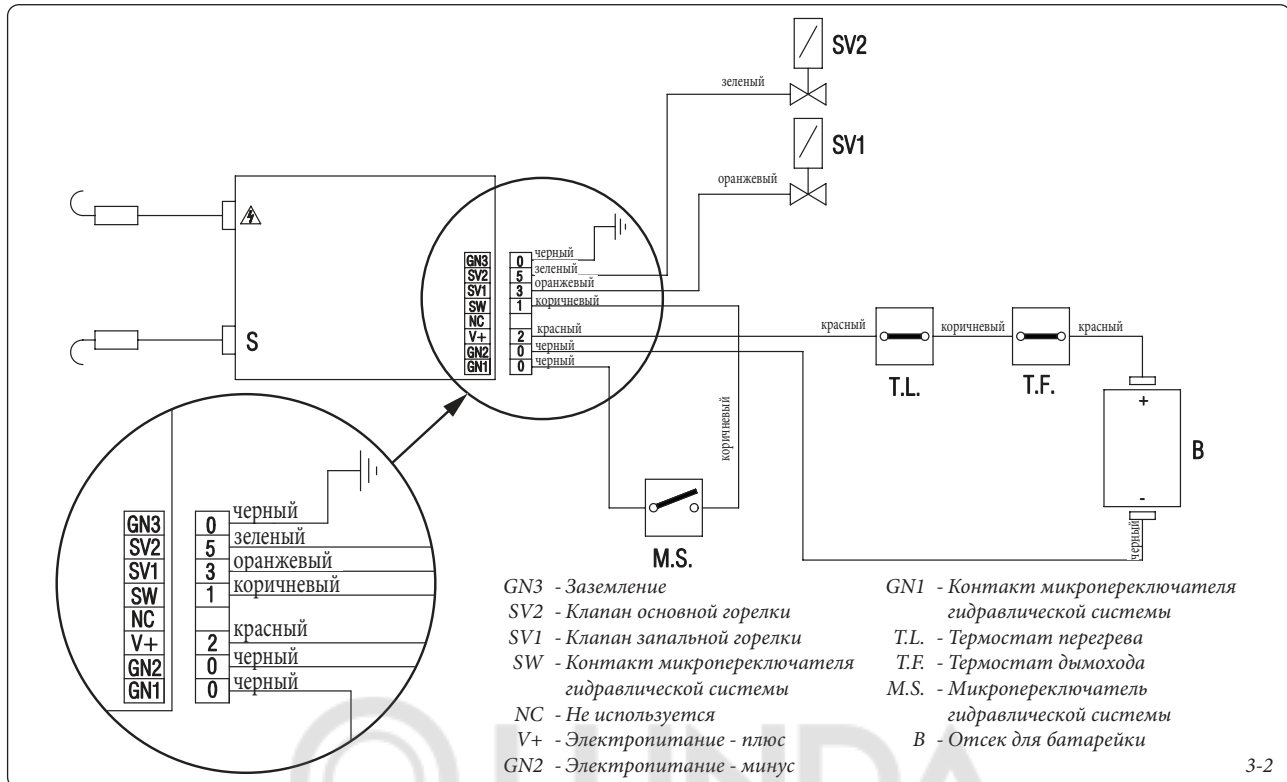 SV2
зеленый
SV1
оранжевый
GN3 0 черный
SV2 5 зеленый
SV1 3 оранжевый
SW 1 коричневый
NC
V+ 2 красный
GN2 0 черный
GN1 0 черный
S
красный
коричневый
красный
T.L.
T.F.
+
-
B
коричневый
черный
M.S.
GN3 0 черный
SV2 5 зеленый
SV1 3 оранжевый
SW 1 коричневый
NC
V+ 2 красный
GN2 0 черный
GN1 0 черный
GN3 - Заземление
SV2 - Клапан основной горелки
SV1 - Клапан запальной горелки
SW - Контакт микропереключателя
гидравлической системы
NC - Не используется
V+ - Электропитание - плюс
GN2 - Электропитание - минус
GN1 - Контакт микропереключателя
гидравлической системы
T.L. - Термостат перегрева
T.F. - Термостат дымохода
M.S. - Микропереключатель
гидравлической системы
B - Отсек для батарейки
3-2
LUNDA